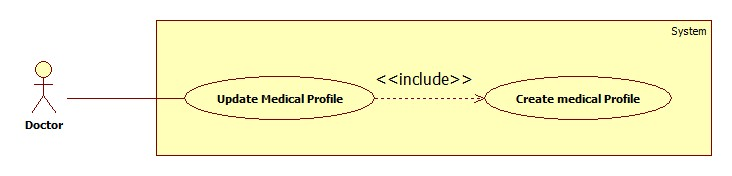 System
<<include>>
Update Medical Profile
Create medical Profile
Doctor